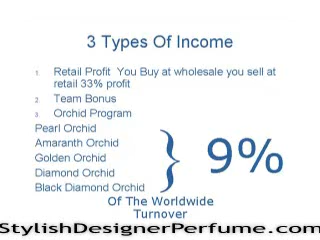 3 Types Of Income
1. Retail Profit You Buy at wholesale you sell at
retail 33% profit
2. Team Bonus
3. Orchid Program
Pearl Orchid
Amaranth Orchid
Golden Orchid
Diamond Orchid
Black Diamond Orchid
} 9%
Of The Worldwide
Turnover
StylishDesignerPerfume.com